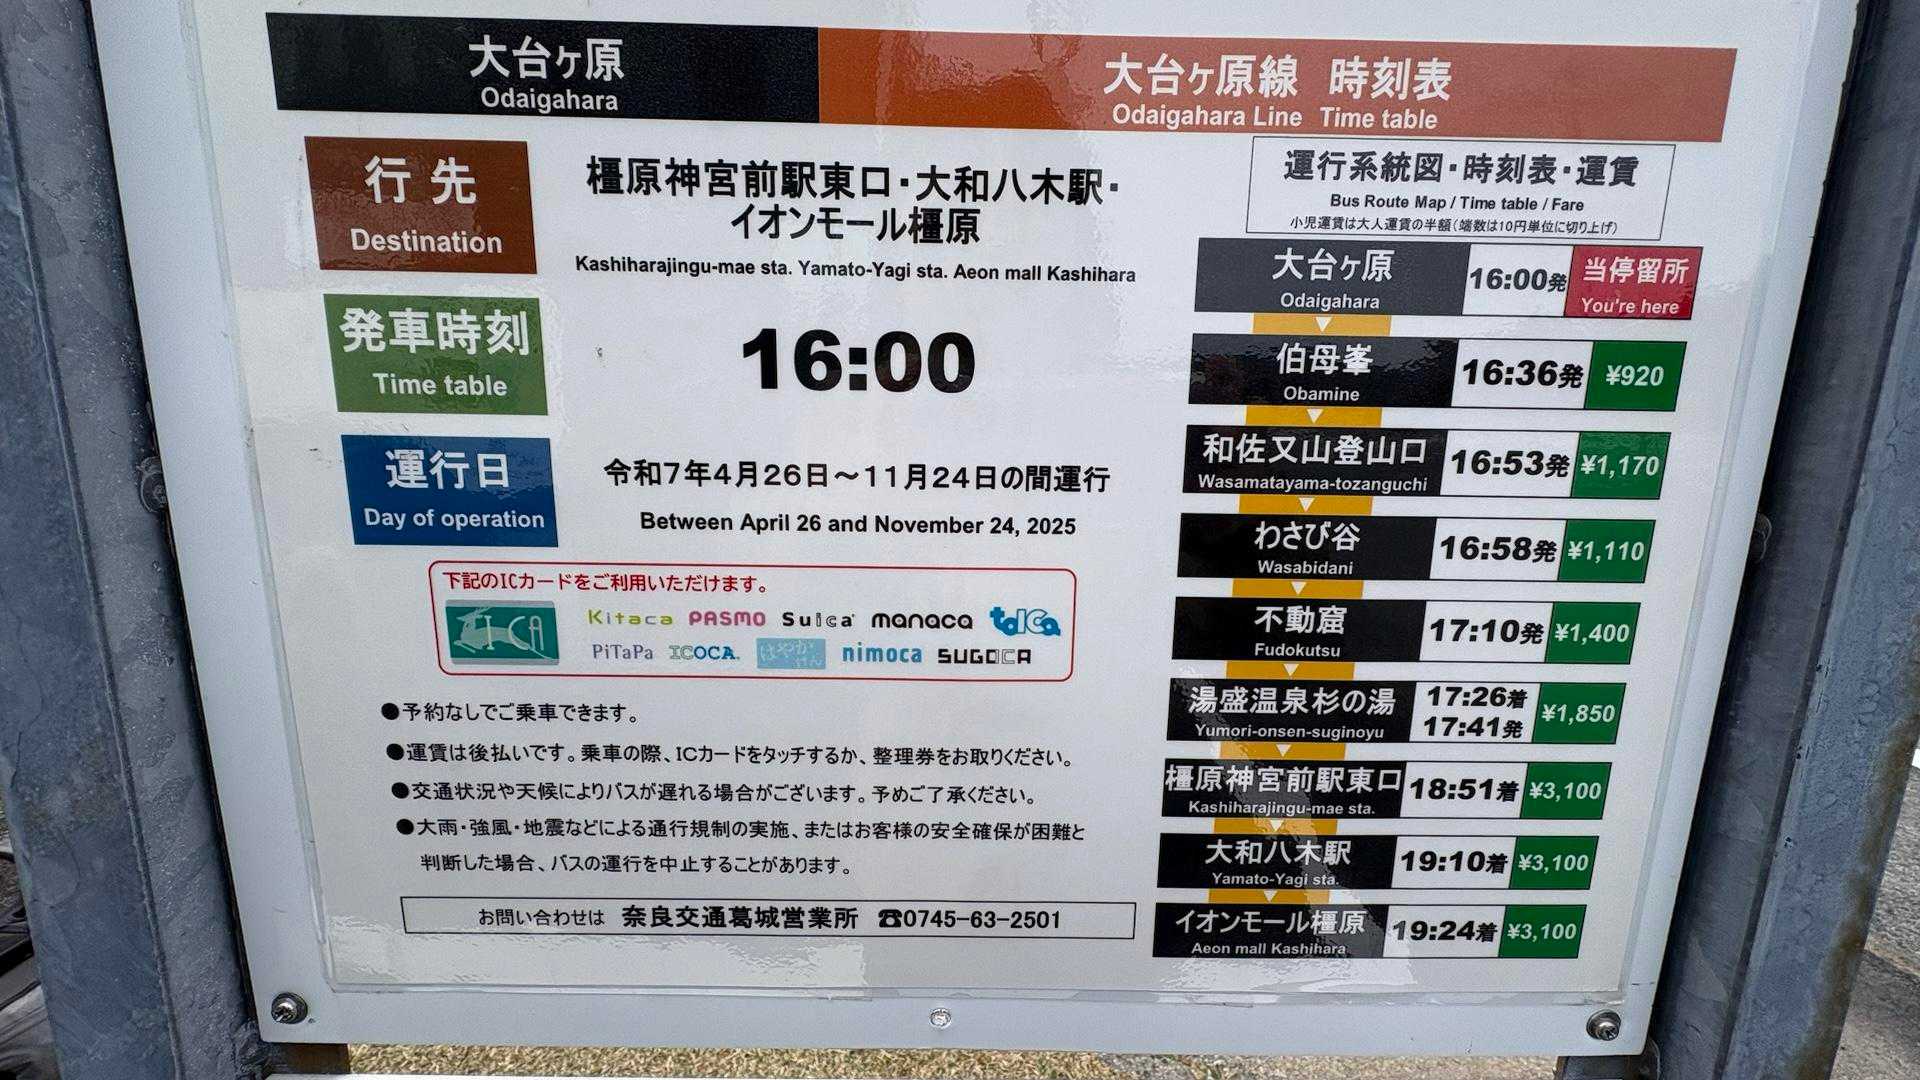 大台ヶ原
Odaigahara
大台ヶ原線 時刻表
Odaigahara Line Time table
行先
Destination
橿原神宮前駅東口・大和八木駅・
イオンモール橿原
Kashiharajingu-mae sta. Yamato-Yagi sta. Aeon mall Kashihara
発車時刻
Time table
16:00
運行日
Day of operation
令和7年4月26日～11月24日の間運行
Between April 26 and November 24, 2025
下記のICカードをご利用いただけます。
ICA Kitaca PASMO Suica manaca toICa
PiTaPa ICOCA. はやかけん nimoca SUGOCA
●予約なしでご乗車できます。
●運賃は後払いです。乗車の際、ICカードをタッチするか、整理券をお取りください。
●交通状況や天候によりバスが遅れる場合がございます。予めご了承ください。
●大雨・強風・地震などによる通行規制の実施、またはお客様の安全確保が困難と
判断した場合、バスの運行を中止することがあります。
お問い合わせは 奈良交通葛城営業所 ☎0745-63-2501
運行系統図・時刻表・運賃
Bus Route Map / Time table / Fare
小児運賃は大人運賃の半額(端数は10円単位に切り上げ)
大台ヶ原 16:00発 当停留所
Odaigahara You're here
伯母峯 16:36発 ¥920
Obamine
和佐又山登山口 16:53発 ¥1,170
Wasamatayama-tozanguchi
わさび谷 16:58発 ¥1,110
Wasabidani
不動窟 17:10発 ¥1,400
Fudokutsu
湯盛温泉杉の湯 17:26着 17:41発 ¥1,850
Yumori-onsen-suginoyu
橿原神宮前駅東口 18:51着 ¥3,100
Kashiharajingu-mae sta.
大和八木駅 19:10着 ¥3,100
Yamato-Yagi sta.
イオンモール橿原 19:24着 ¥3,100
Aeon mall Kashihara